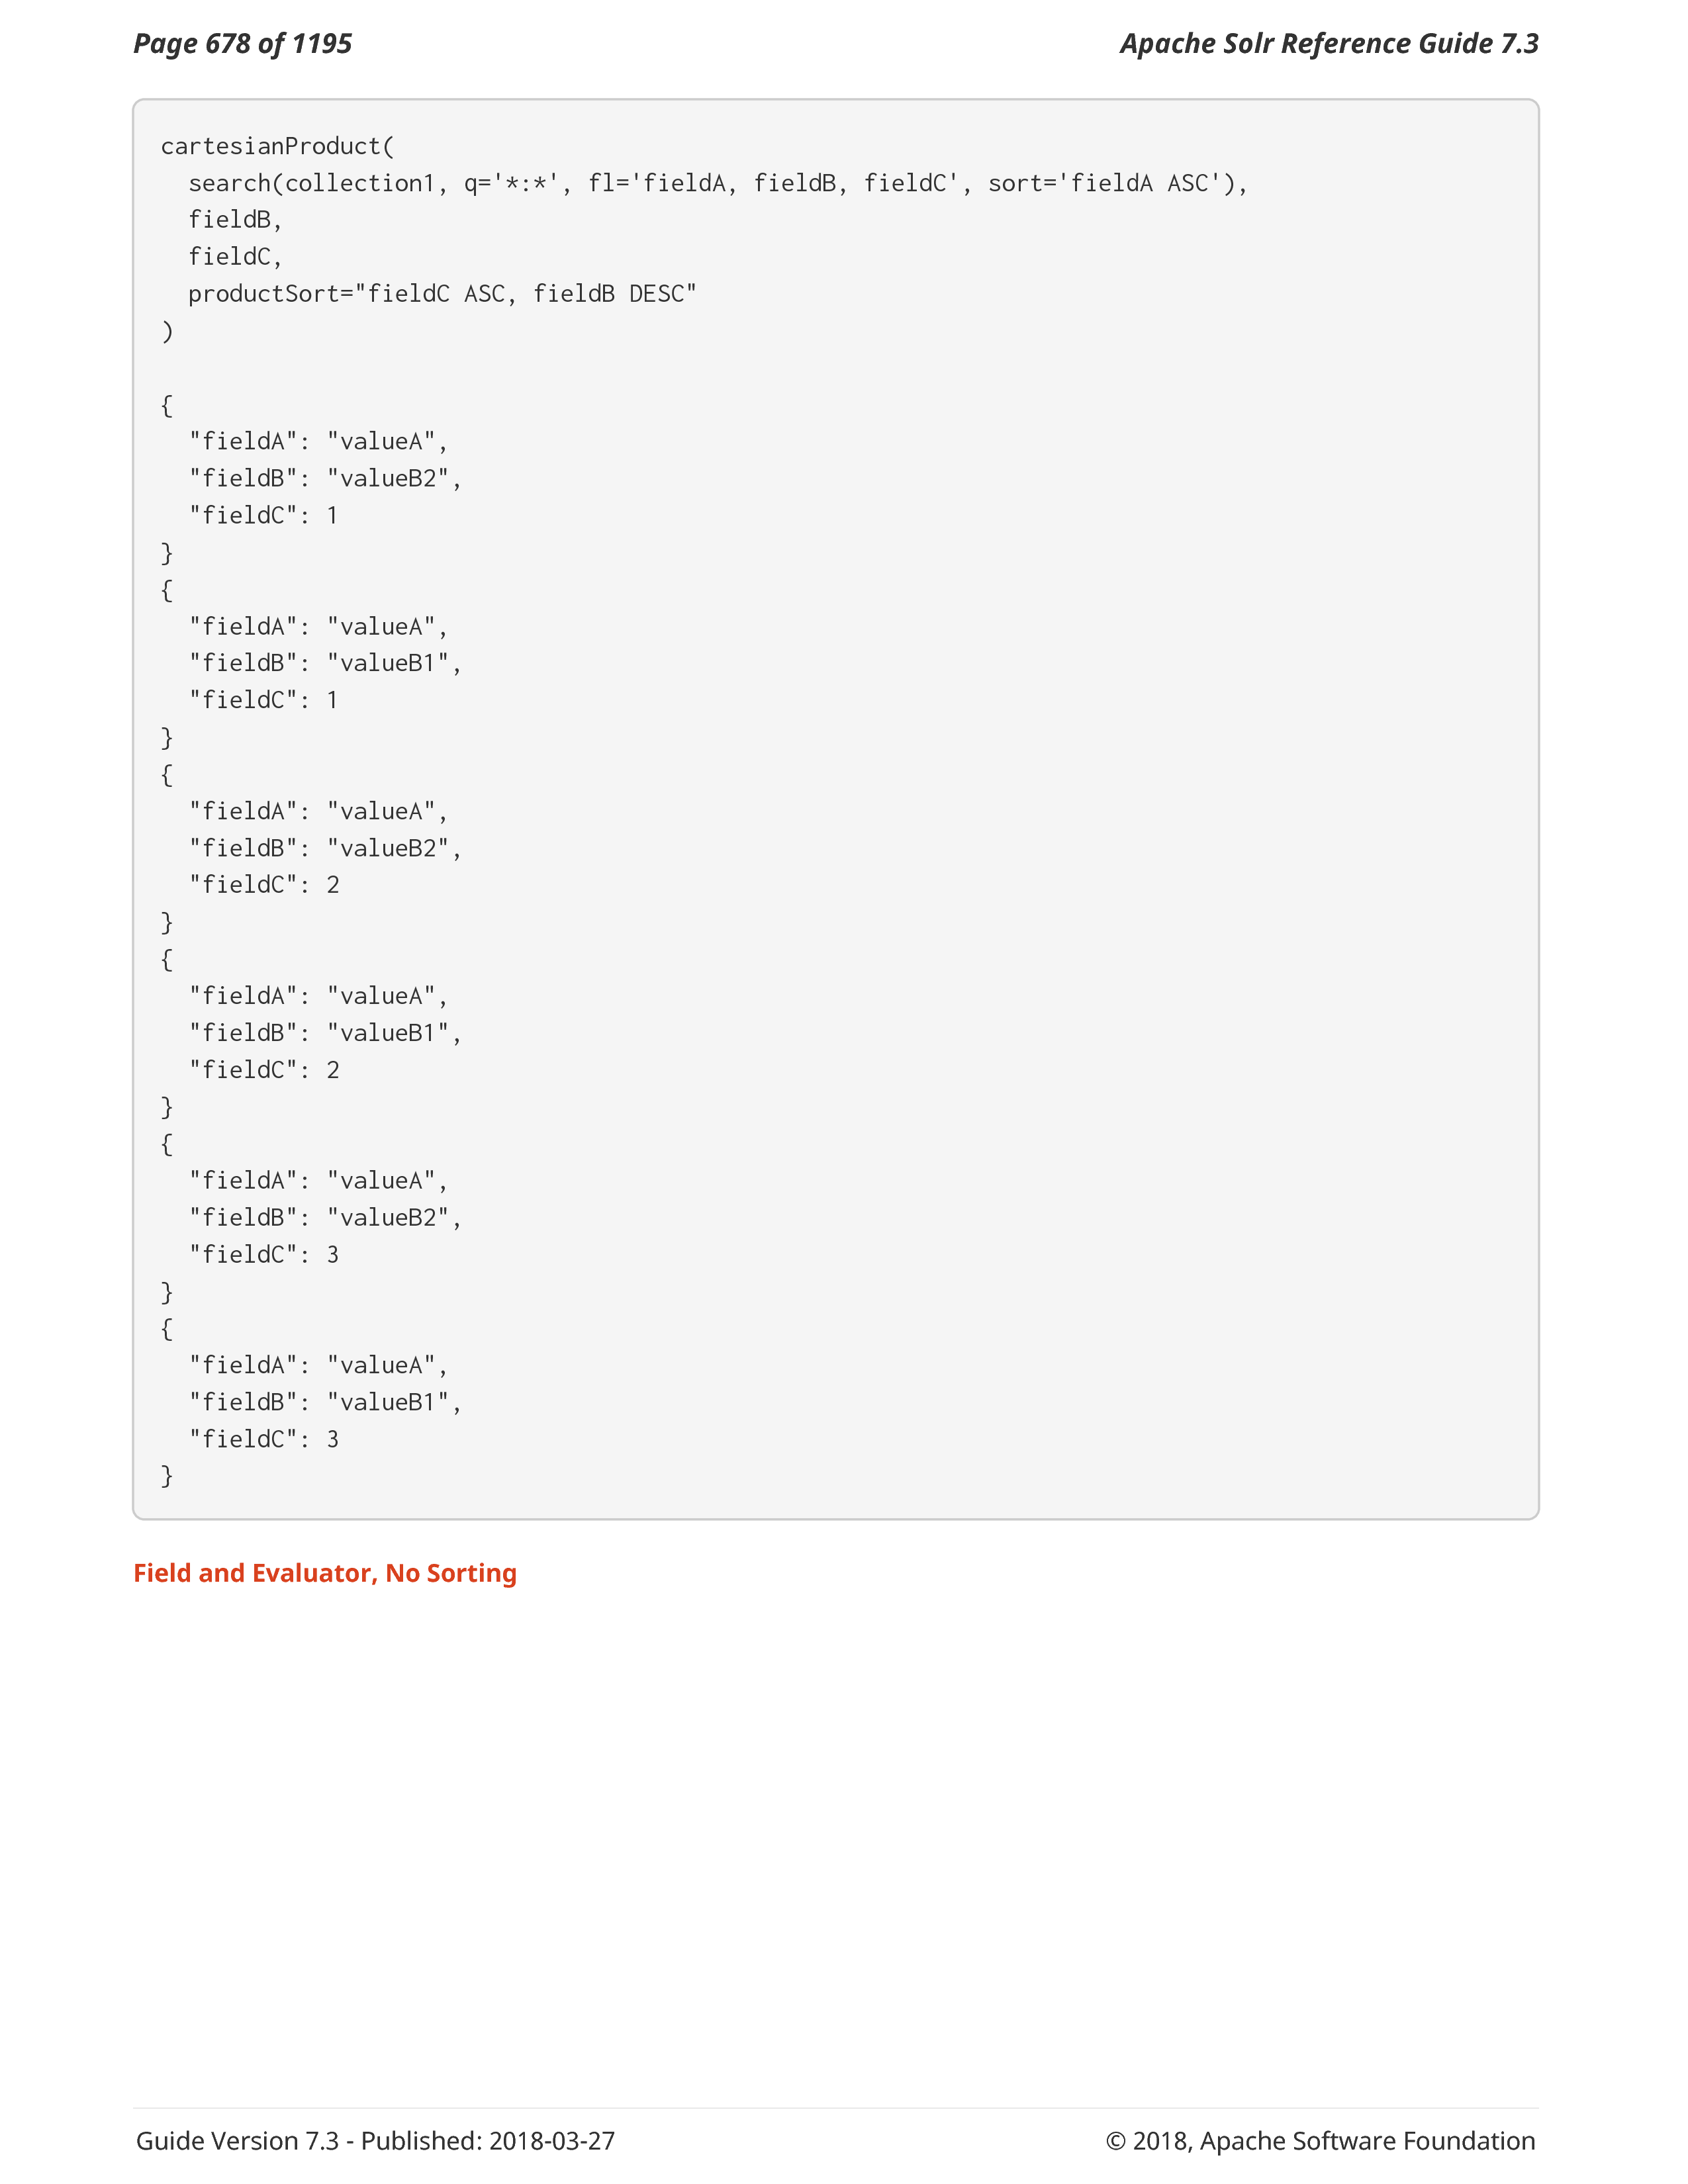 Page 678 of 1195
Apache Solr Reference Guide 7.3
cartesianProduct(
  search(collection1, q='*:*', fl='fieldA, fieldB, fieldC', sort='fieldA ASC'),
  fieldB,
  fieldC,
  productSort="fieldC ASC, fieldB DESC"
)

{
  "fieldA": "valueA",
  "fieldB": "valueB2",
  "fieldC": 1
}
{
  "fieldA": "valueA",
  "fieldB": "valueB1",
  "fieldC": 1
}
{
  "fieldA": "valueA",
  "fieldB": "valueB2",
  "fieldC": 2
}
{
  "fieldA": "valueA",
  "fieldB": "valueB1",
  "fieldC": 2
}
{
  "fieldA": "valueA",
  "fieldB": "valueB2",
  "fieldC": 3
}
{
  "fieldA": "valueA",
  "fieldB": "valueB1",
  "fieldC": 3
}
Field and Evaluator, No Sorting
Guide Version 7.3 - Published: 2018-03-27
© 2018, Apache Software Foundation